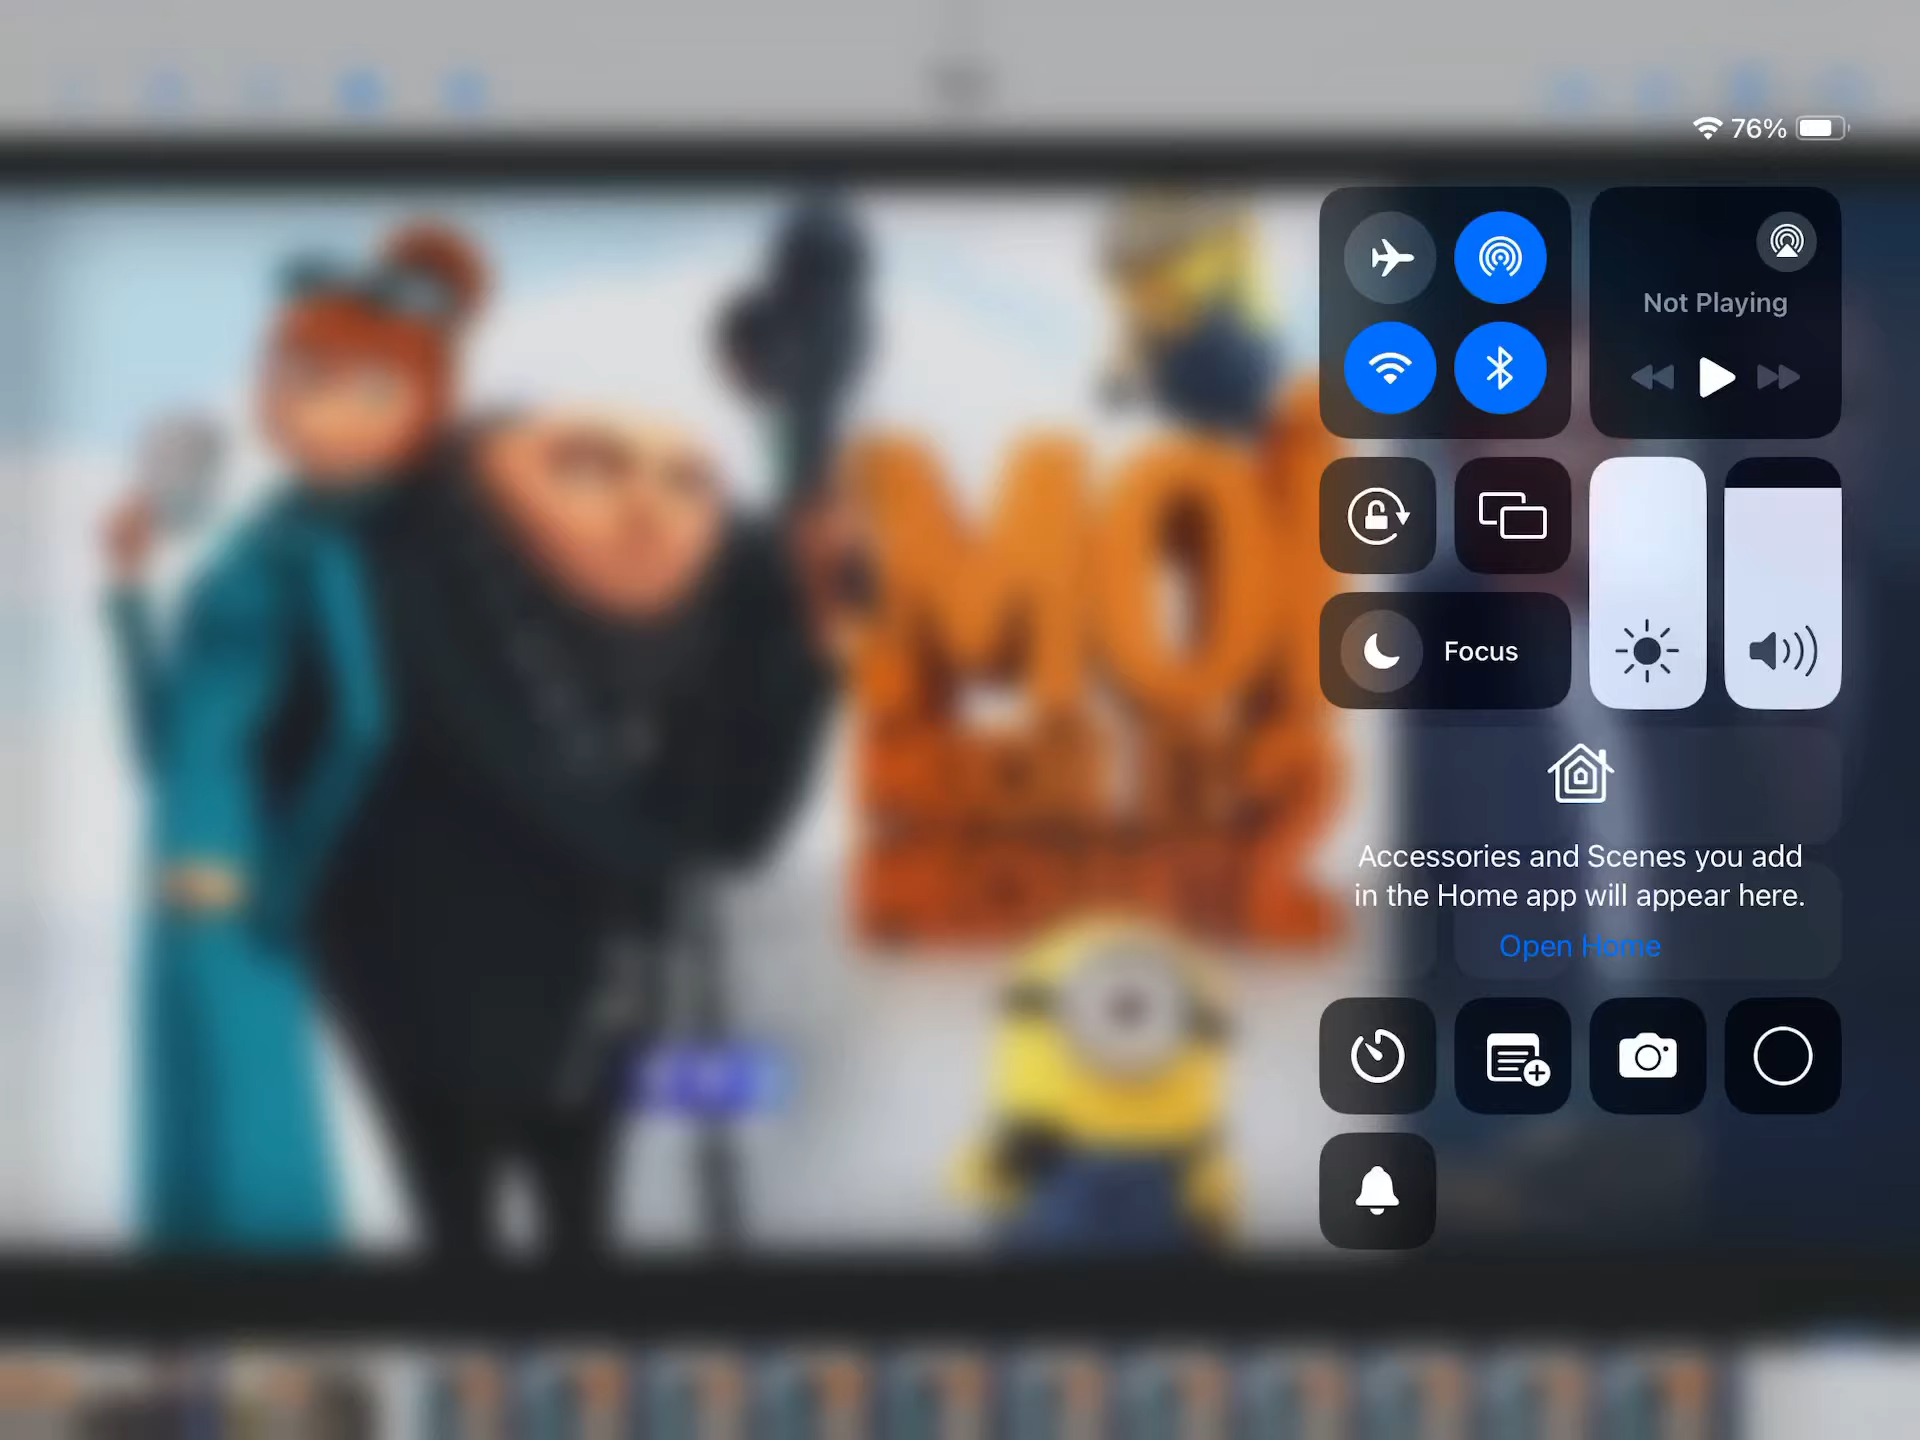 76%
Not Playing
Focus
Accessories and Scenes you add
in the Home app will appear here.
Open Home